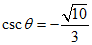 csc θ = −√10/3